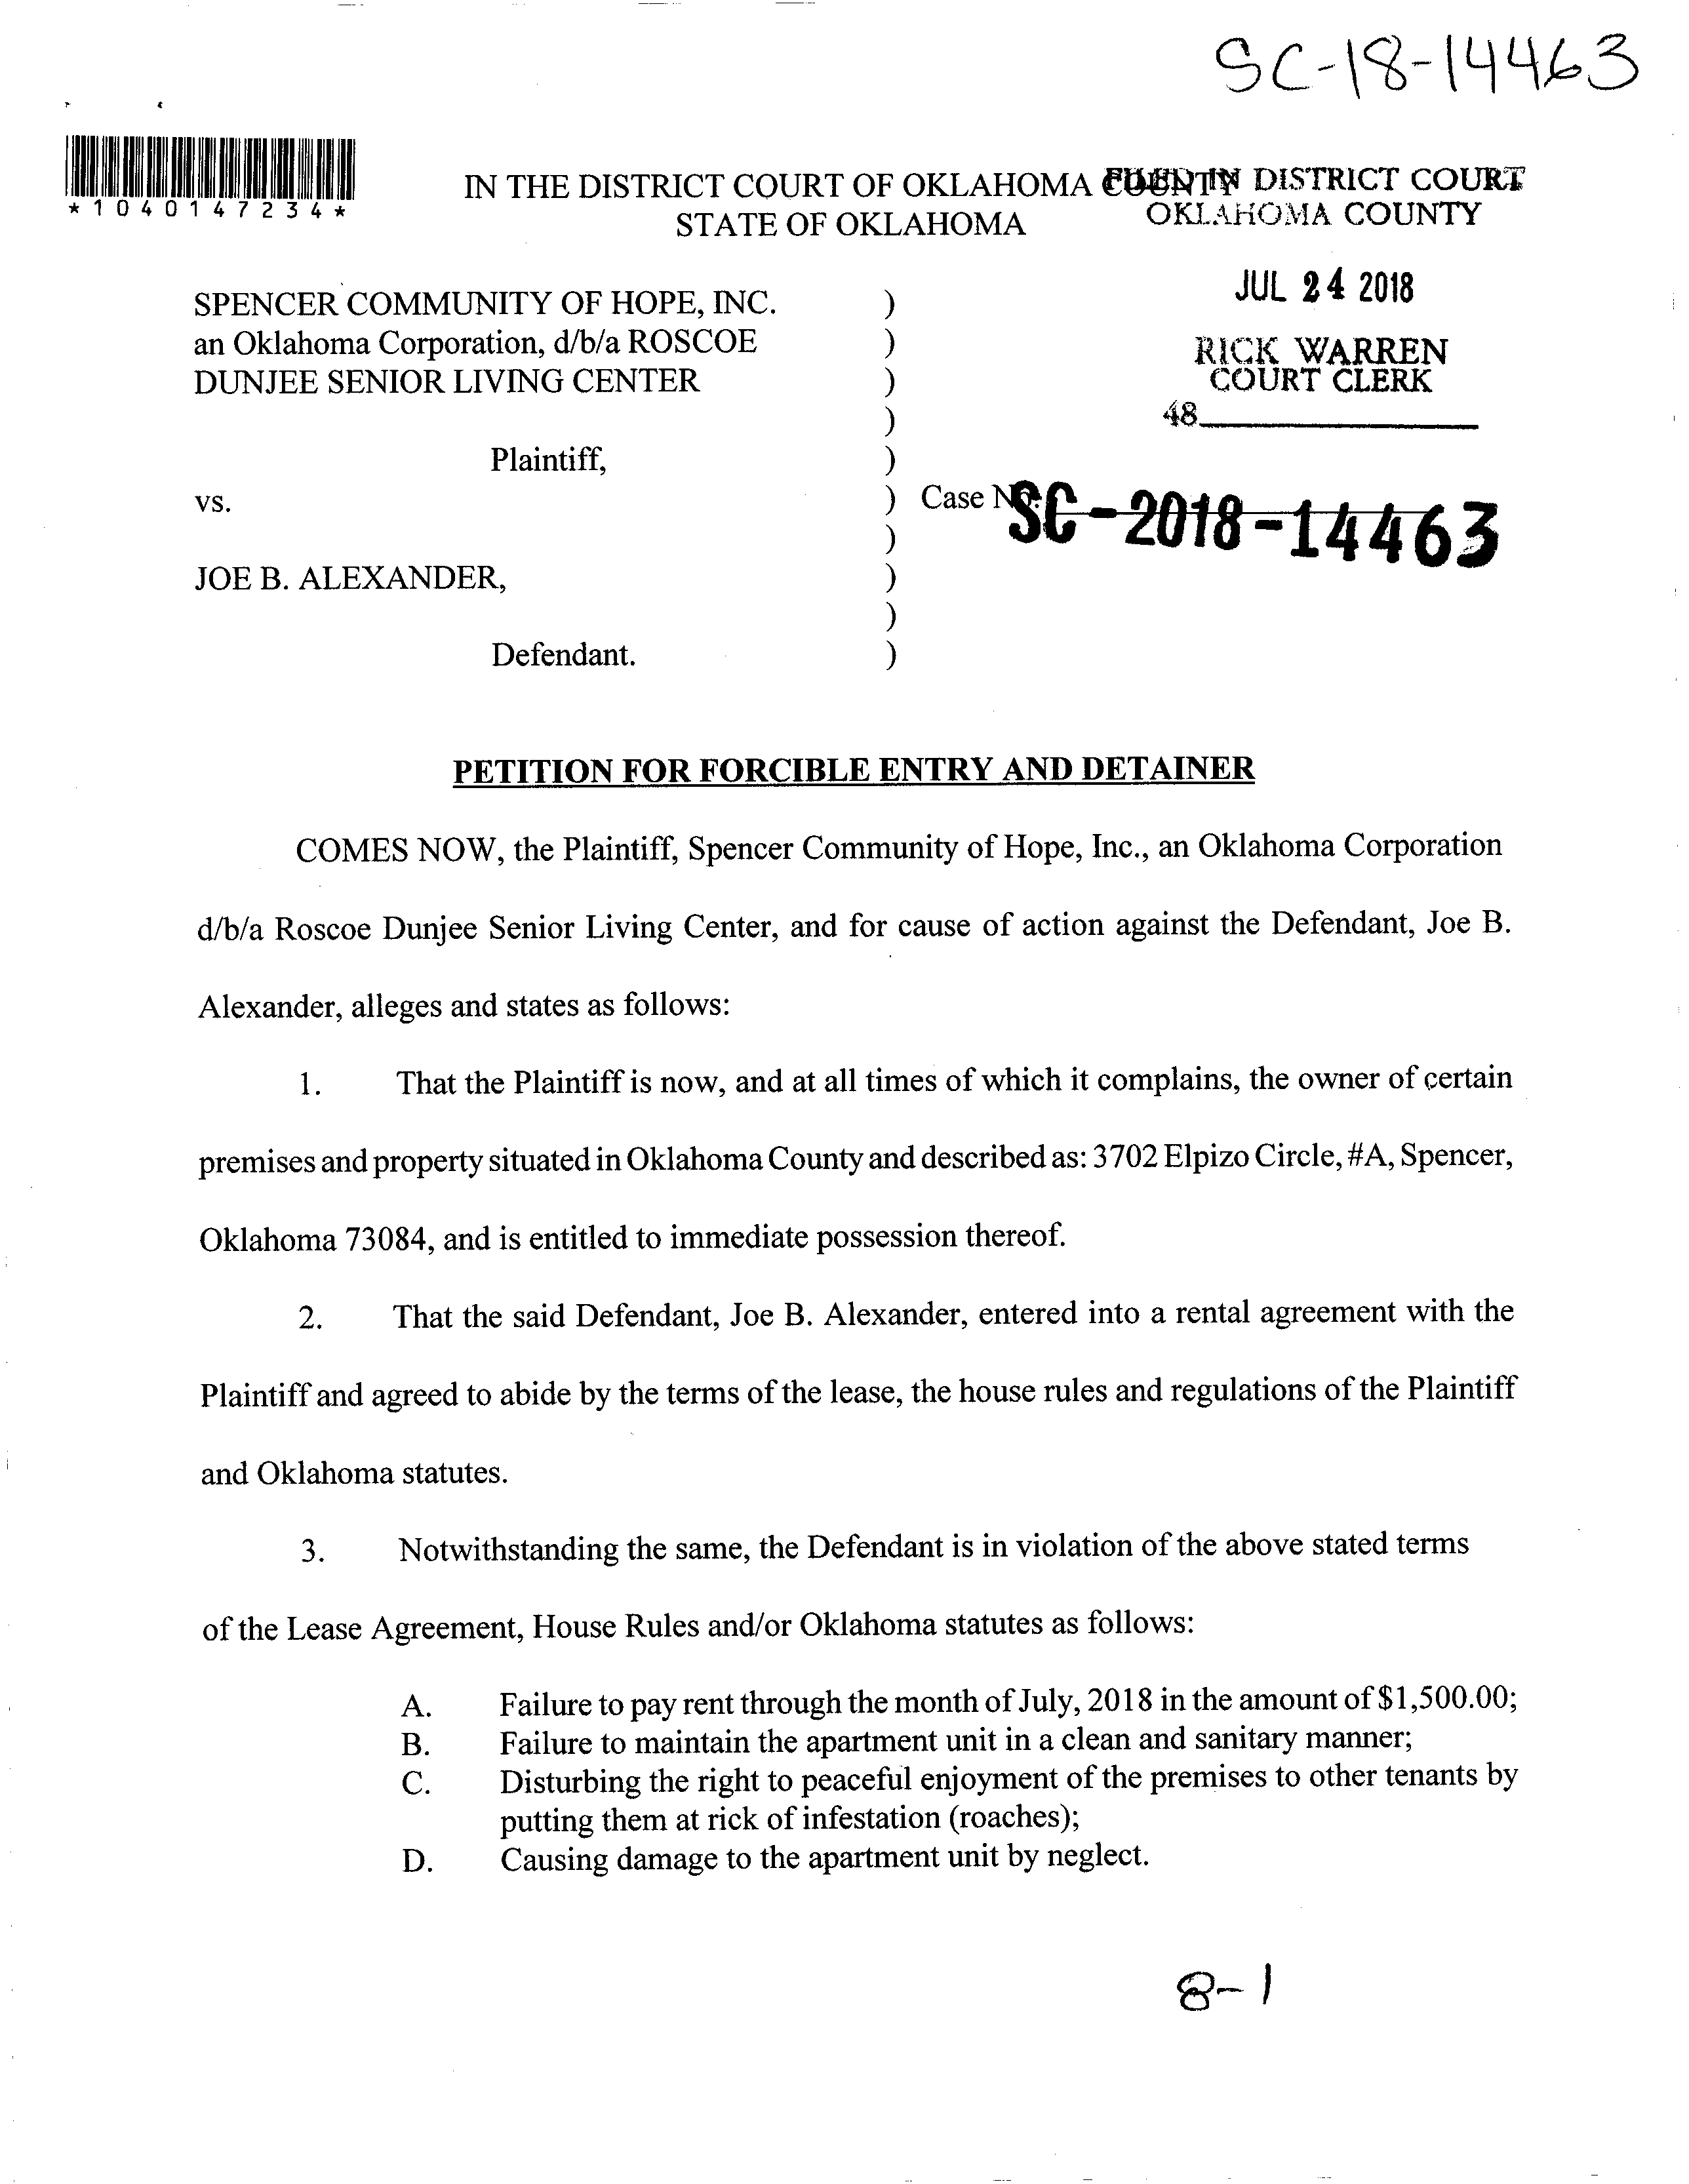 SC-18-14463
*1040147234*
IN THE DISTRICT COURT OF OKLAHOMA COUNTY
STATE OF OKLAHOMA
FILED IN DISTRICT COURT
OKLAHOMA COUNTY
JUL 24 2018
RICK WARREN
COURT CLERK
48
SPENCER COMMUNITY OF HOPE, INC. )
an Oklahoma Corporation, d/b/a ROSCOE )
DUNJEE SENIOR LIVING CENTER )
)
Plaintiff, )
vs. ) Case No. SC-2018-14463
)
JOE B. ALEXANDER, )
)
Defendant. )
PETITION FOR FORCIBLE ENTRY AND DETAINER
COMES NOW, the Plaintiff, Spencer Community of Hope, Inc., an Oklahoma Corporation
d/b/a Roscoe Dunjee Senior Living Center, and for cause of action against the Defendant, Joe B.
Alexander, alleges and states as follows:
1. That the Plaintiff is now, and at all times of which it complains, the owner of certain
premises and property situated in Oklahoma County and described as: 3702 Elpizo Circle, #A, Spencer,
Oklahoma 73084, and is entitled to immediate possession thereof.
2. That the said Defendant, Joe B. Alexander, entered into a rental agreement with the
Plaintiff and agreed to abide by the terms of the lease, the house rules and regulations of the Plaintiff
and Oklahoma statutes.
3. Notwithstanding the same, the Defendant is in violation of the above stated terms
of the Lease Agreement, House Rules and/or Oklahoma statutes as follows:
A. Failure to pay rent through the month of July, 2018 in the amount of $1,500.00;
B. Failure to maintain the apartment unit in a clean and sanitary manner;
C. Disturbing the right to peaceful enjoyment of the premises to other tenants by
putting them at rick of infestation (roaches);
D. Causing damage to the apartment unit by neglect.
8-1